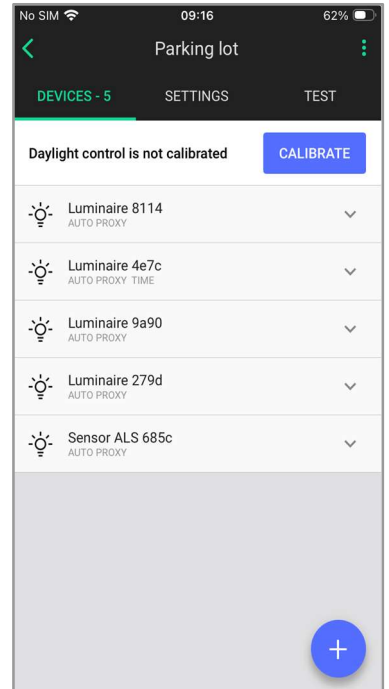 No SIM 09:16 62%
Parking lot
DEVICES - 5 SETTINGS TEST
Daylight control is not calibrated CALIBRATE
Luminaire 8114
AUTO PROXY
Luminaire 4e7c
AUTO PROXY TIME
Luminaire 9a90
AUTO PROXY
Luminaire 279d
AUTO PROXY
Sensor ALS 685c
AUTO PROXY